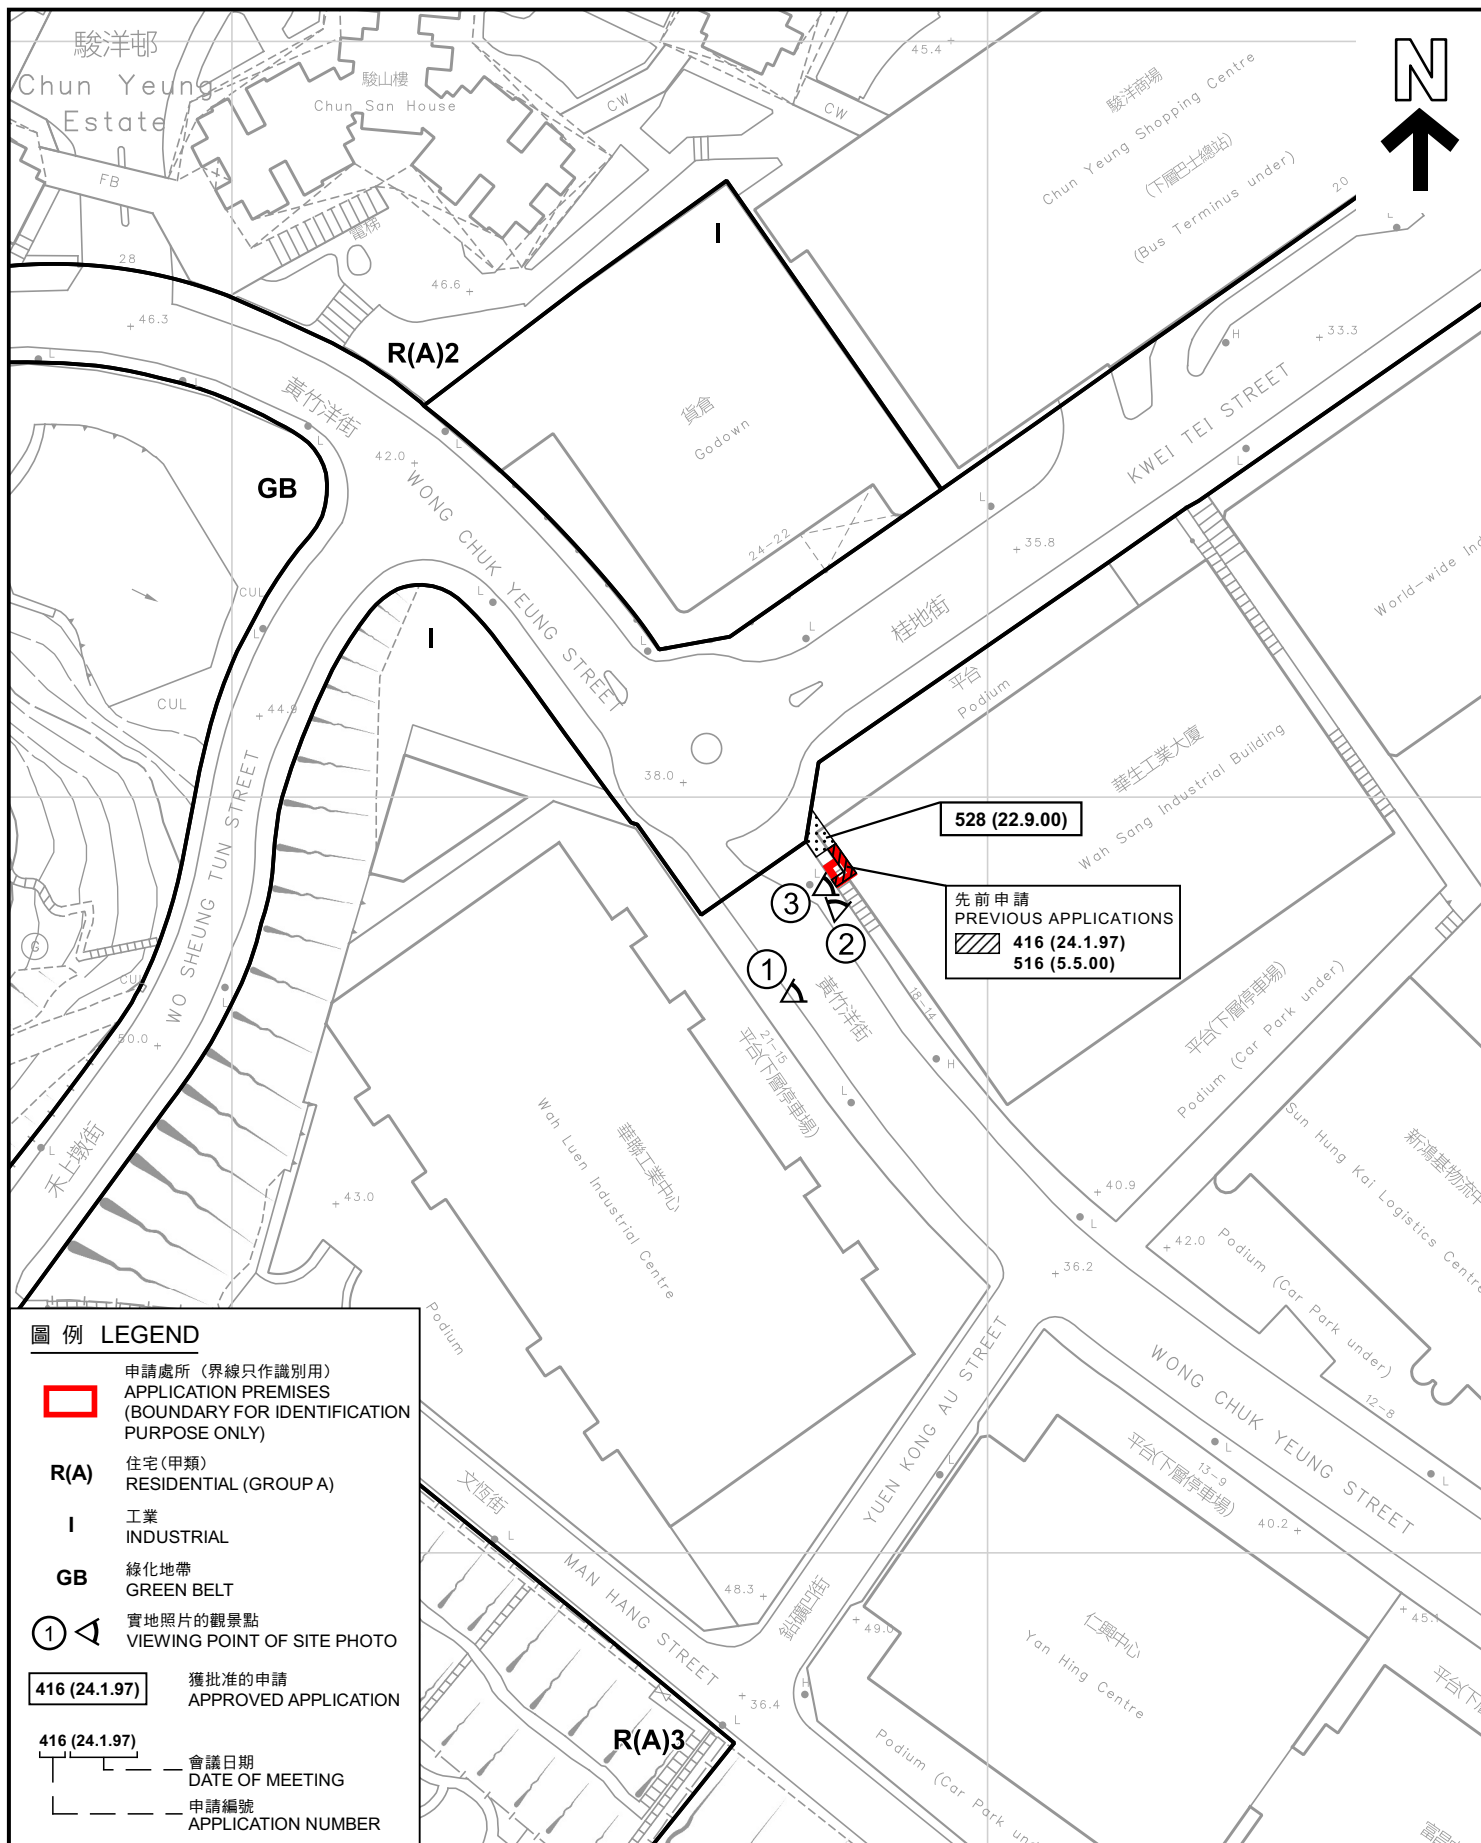 駿洋邨
Chun Yeung
Estate
駿山樓
Chun San House
CW
CW
45.4
駿洋商場
Chun Yeung Shopping Centre
(下層巴士總站)
(Bus Terminus under)
N
20
L
FB
電梯
28
46.6
46.3
L
L
I
R(A)2
黃竹洋街
L
L
42.0
GB
WONG CHUK YEUNG STREET
貨倉
Godown
24-22
H
33.3
KWEI TEI STREET
L
L
35.8
桂地街
World-wide Ind
CUL
L
L
L
L
I
CUL
44.9
平台
Podium
38.0
華生工業大廈
Wah Sang Industrial Building
528 (22.9.00)
先前申請
PREVIOUS APPLICATIONS
416 (24.1.97)
516 (5.5.00)
L
3
2
1
G
CUL
WO SHEUNG TUN STREET
L
50.0
黃竹洋街
18-14
21-15
平台(下層停車場)
H
L
平台(下層停車場)
Podium (Car Park under)
Wah Luen Industrial Centre
華聯工業中心
L
禾上墩街
43.0
40.9
L
42.0
36.2
Sun Hung Kai Logistics Centre
新鴻基物流中
Podium (Car Park under)
12-8
Podium
YUEN KONG AU STREET
WONG CHUK YEUNG STREET
L
L
L
平台(下層停車場)
13-9
40.2
45.1
文恆街
L
MAN HANG STREET
48.3
鉛礦凹街
49.0
H
36.4
L
仁興中心
Yan Hing Centre
平台(下
Podium (Car Park un
R(A)3
圖 例 LEGEND
申請處所 (界線只作識別用)
APPLICATION PREMISES
(BOUNDARY FOR IDENTIFICATION
PURPOSE ONLY)
R(A)
住宅(甲類)
RESIDENTIAL (GROUP A)
I
工業
INDUSTRIAL
GB
綠化地帶
GREEN BELT
1
實地照片的觀景點
VIEWING POINT OF SITE PHOTO
416 (24.1.97)
獲批准的申請
APPROVED APPLICATION
416 (24.1.97)
會議日期
DATE OF MEETING
申請編號
APPLICATION NUMBER